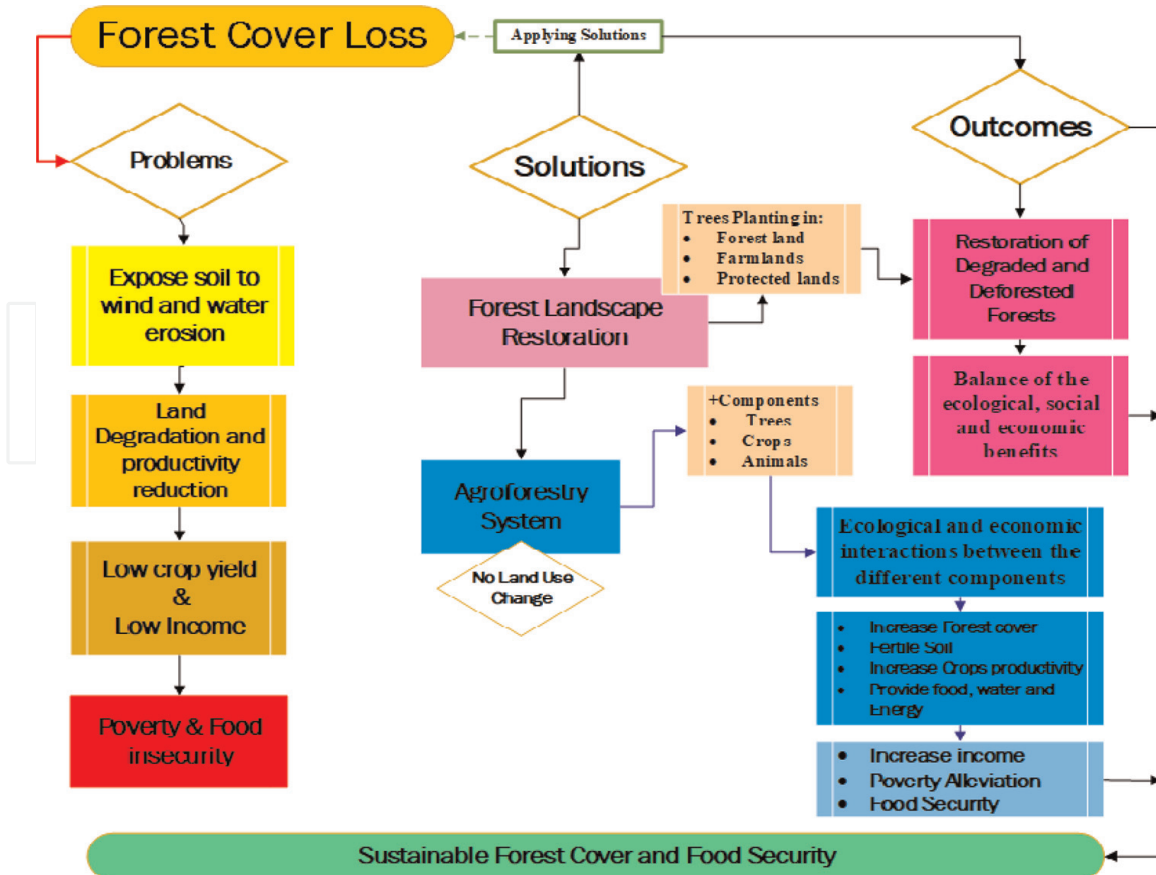 Forest Cover Loss
Applying Solutions
Problems
Solutions
Outcomes
Expose soil to
wind and water
erosion
Land
Degradation and
productivity
reduction
Low crop yield
&
Low Income
Poverty & Food
insecurity
Forest Landscape
Restoration
Trees Planting in:
• Forest land
• Farmlands
• Protected lands
Agroforestry
System
No Land Use
Change
+Components
• Trees
• Crops
• Animals
Restoration of
Degraded and
Deforested
Forests
Balance of the
ecological, social
and economic
benefits
Ecological and economic
interactions between the
different components
• Increase Forest cover
• Fertile Soil
• Increase Crops productivity
• Provide food, water and
Energy
• Increase income
• Poverty Alleviation
• Food Security
Sustainable Forest Cover and Food Security